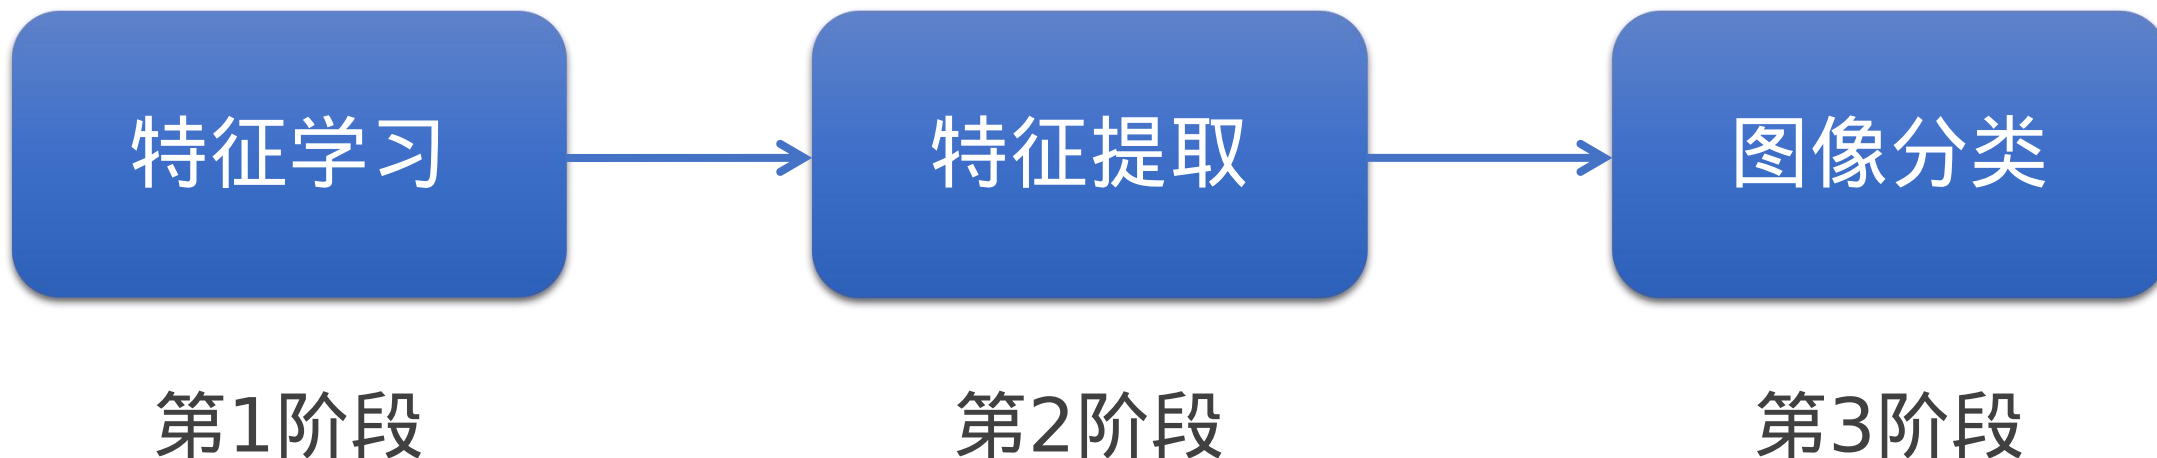 特征学习
特征提取
图像分类
第1阶段
第2阶段
第3阶段